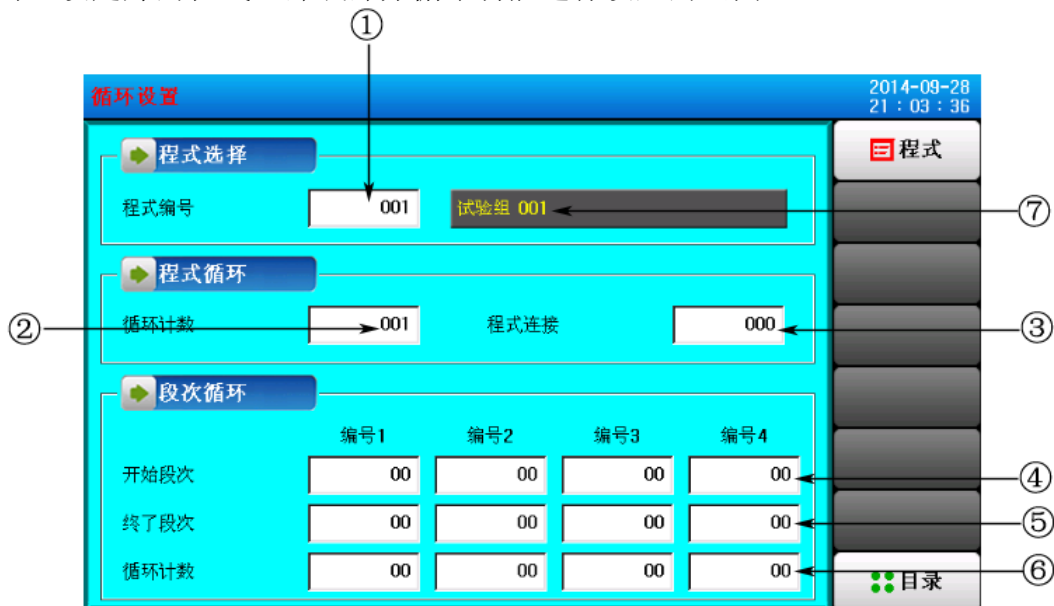 ①
循环设置
2014-09-28
21 : 03 : 36
程式选择
程式
程式编号 001 试验组 001
⑦
程式循环
②
循环计数 001 程式连接 000
③
段次循环
编号1 编号2 编号3 编号4
开始段次 00 00 00 00
④
终了段次 00 00 00 00
⑤
循环计数 00 00 00 00
⑥
目录